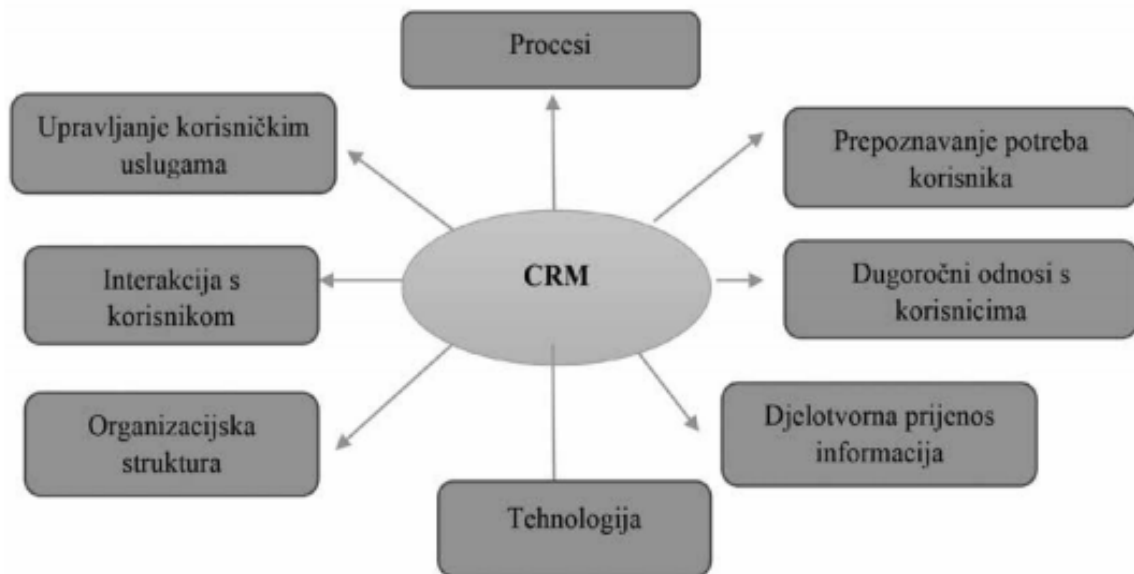 Procesi
Upravljanje korisničkim
uslugama
Prepoznavanje potreba
korisnika
CRM
Interakcija s
korisnikom
Dugoročni odnosi s
korisnicima
Organizacijska
struktura
Djelotvorna prijenos
informacija
Tehnologija